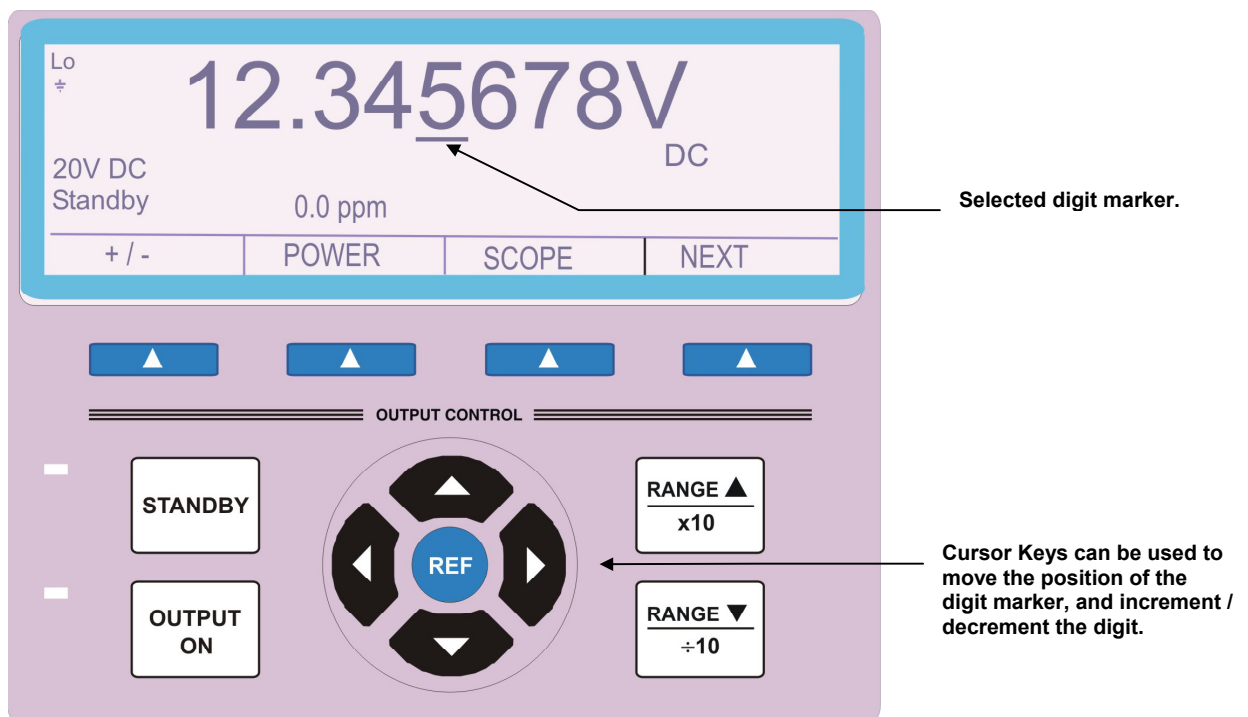 Lo
12.345678V
20V DC
DC
Standby
0.0 ppm
+ / -
POWER
SCOPE
NEXT
Selected digit marker.
OUTPUT CONTROL
STANDBY
RANGE ▲
x10
REF
OUTPUT
ON
RANGE ▼
÷10
Cursor Keys can be used to
move the position of the
digit marker, and increment /
decrement the digit.